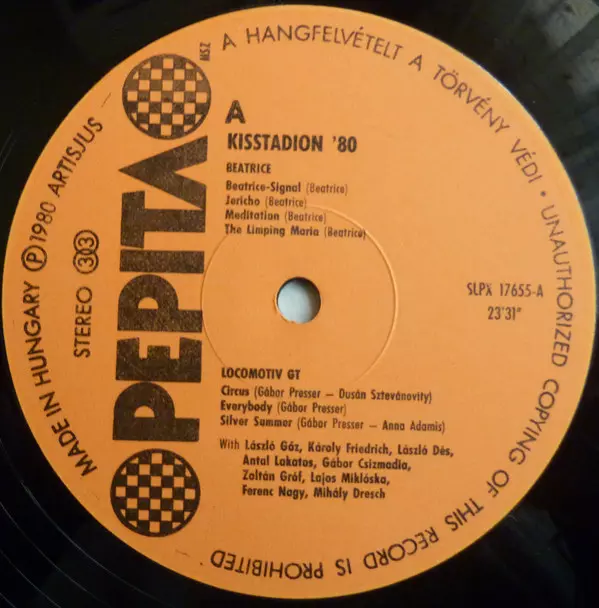 A HANGFELVÉTELT A TÖRVÉNY VÉDI • UNAUTHORIZED COPYING OF THIS RECORD IS PROHIBITED
MADE IN HUNGARY Ⓟ 1980 ARTISJUS
STEREO 303
PEPITA
MSZ
A
KISSTADION '80
BEATRICE
Beatrice-Signal (Beatrice)
Jericho (Beatrice)
Meditation (Beatrice)
The Limping Maria (Beatrice)
SLPX 17655-A
23'31"
LOCOMOTIV GT
Circus (Gábor Presser – Dusán Sztevánovity)
Everybody (Gábor Presser)
Silver Summer (Gábor Presser – Anna Adamis)
With László Gőz, Károly Friedrich, László Dés,
Antal Lakatos, Gábor Csizmadia,
Zoltán Gráf, Lajos Miklóska,
Ferenc Nagy, Mihály Dresch